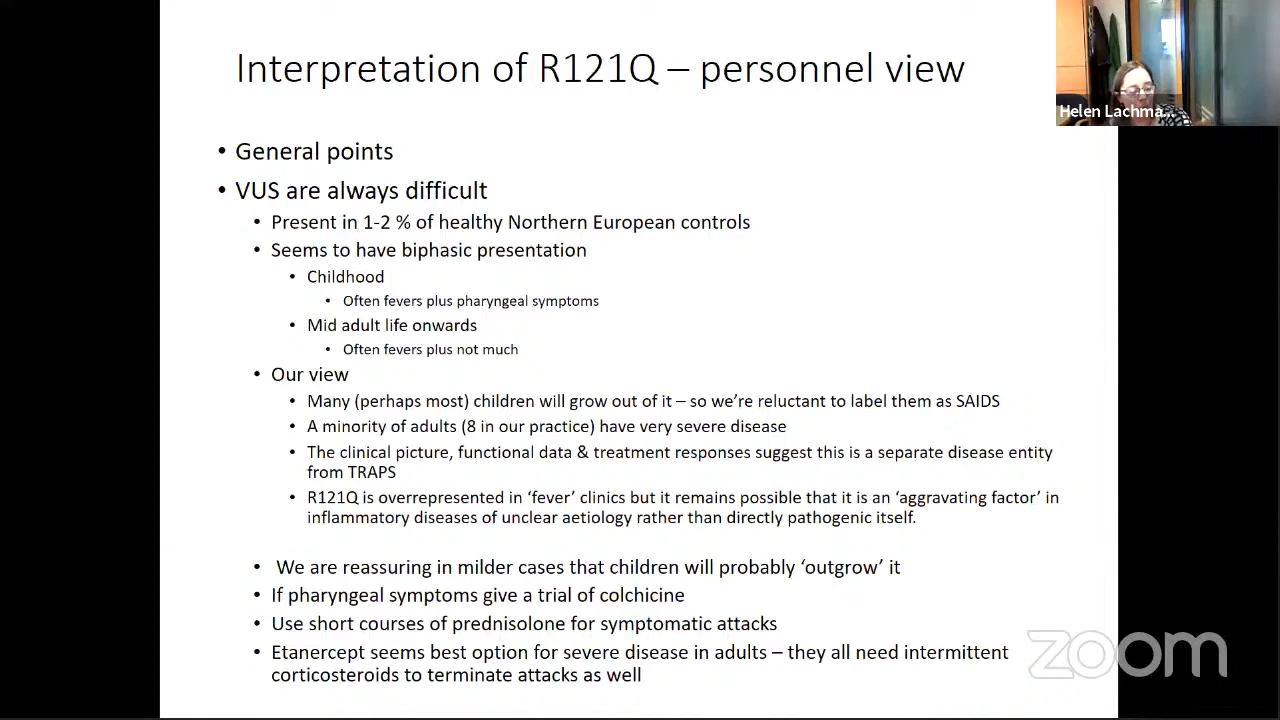 Interpretation of R121Q – personnel view
Helen Lachma...
• General points
• VUS are always difficult
• Present in 1-2 % of healthy Northern European controls
• Seems to have biphasic presentation
• Childhood
• Often fevers plus pharyngeal symptoms
• Mid adult life onwards
• Often fevers plus not much
• Our view
• Many (perhaps most) children will grow out of it – so we’re reluctant to label them as SAIDS
• A minority of adults (8 in our practice) have very severe disease
• The clinical picture, functional data & treatment responses suggest this is a separate disease entity
from TRAPS
• R121Q is overrepresented in ‘fever’ clinics but it remains possible that it is an ‘aggravating factor’ in
inflammatory diseases of unclear aetiology rather than directly pathogenic itself.
• We are reassuring in milder cases that children will probably ‘outgrow’ it
• If pharyngeal symptoms give a trial of colchicine
• Use short courses of prednisolone for symptomatic attacks
• Etanercept seems best option for severe disease in adults – they all need intermittent
corticosteroids to terminate attacks as well
zoom